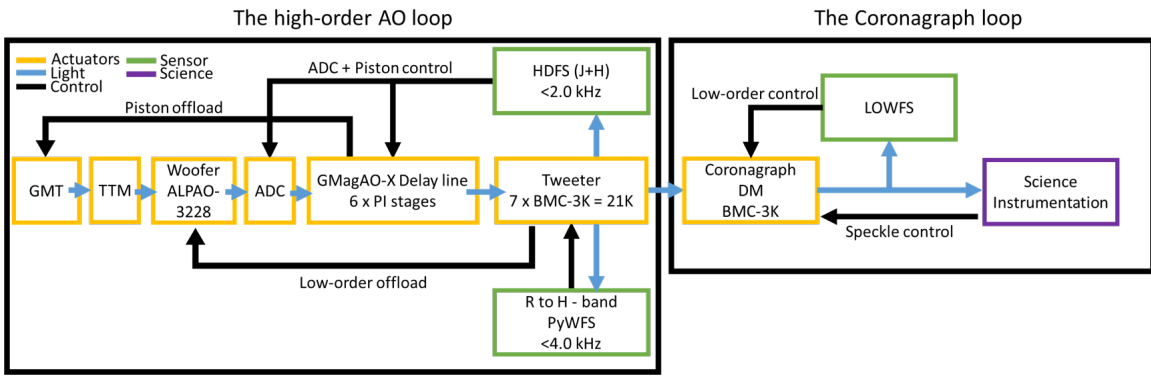 The high-order AO loop
The Coronagraph loop
Actuators
Sensor
Light
Science
Control
ADC + Piston control
HDFS (J+H)
<2.0 kHz
Piston offload
Low-order control
LOWFS
GMT
TTM
Woofer
ALPAO-
3228
ADC
GMagAO-X Delay line
6 x PI stages
Tweeter
7 x BMC-3K = 21K
Coronagraph
DM
BMC-3K
Science
Instrumentation
Speckle control
Low-order offload
R to H - band
PyWFS
<4.0 kHz